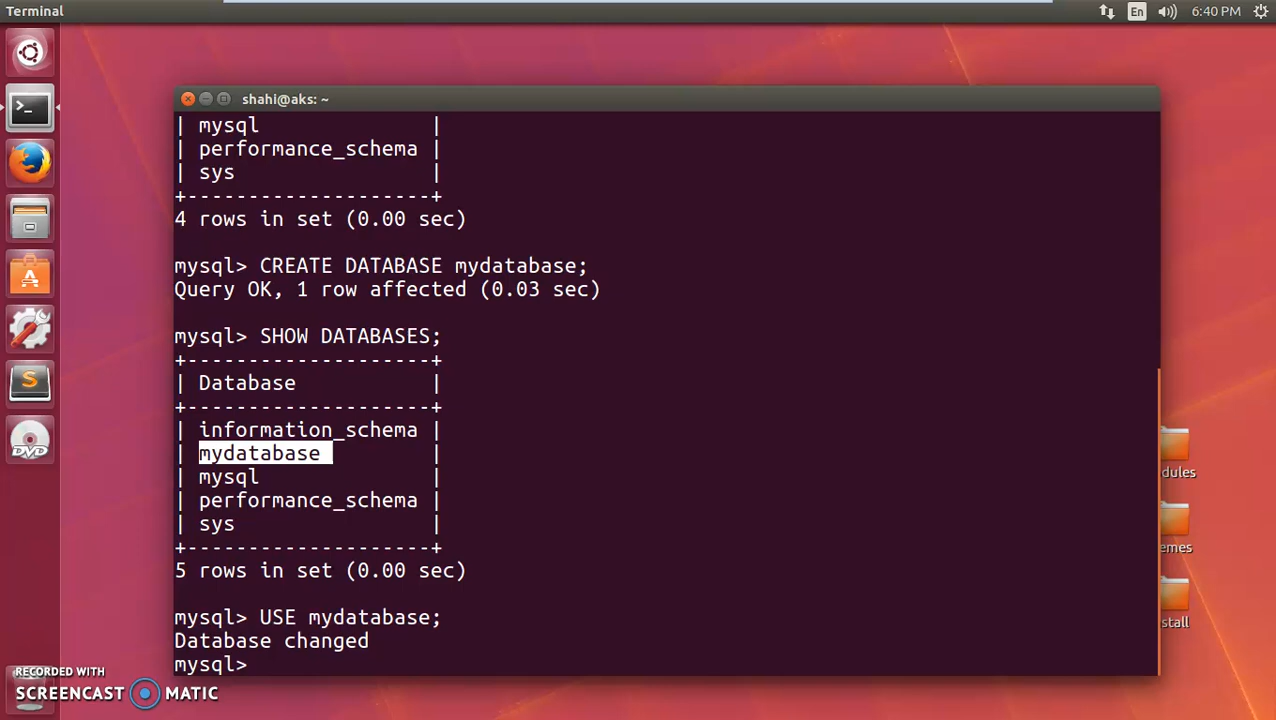 Terminal
En
6:40 PM
shahi@aks: ~
| mysql |
| performance_schema |
| sys |
+--------------------+
4 rows in set (0.00 sec)
mysql> CREATE DATABASE mydatabase;
Query OK, 1 row affected (0.03 sec)
mysql> SHOW DATABASES;
+--------------------+
| Database |
+--------------------+
| information_schema |
| mydatabase |
| mysql |
| performance_schema |
| sys |
+--------------------+
5 rows in set (0.00 sec)
mysql> USE mydatabase;
Database changed
mysql>
dules
emes
stall
A
S
DVD
RECORDED WITH
SCREENCAST MATIC